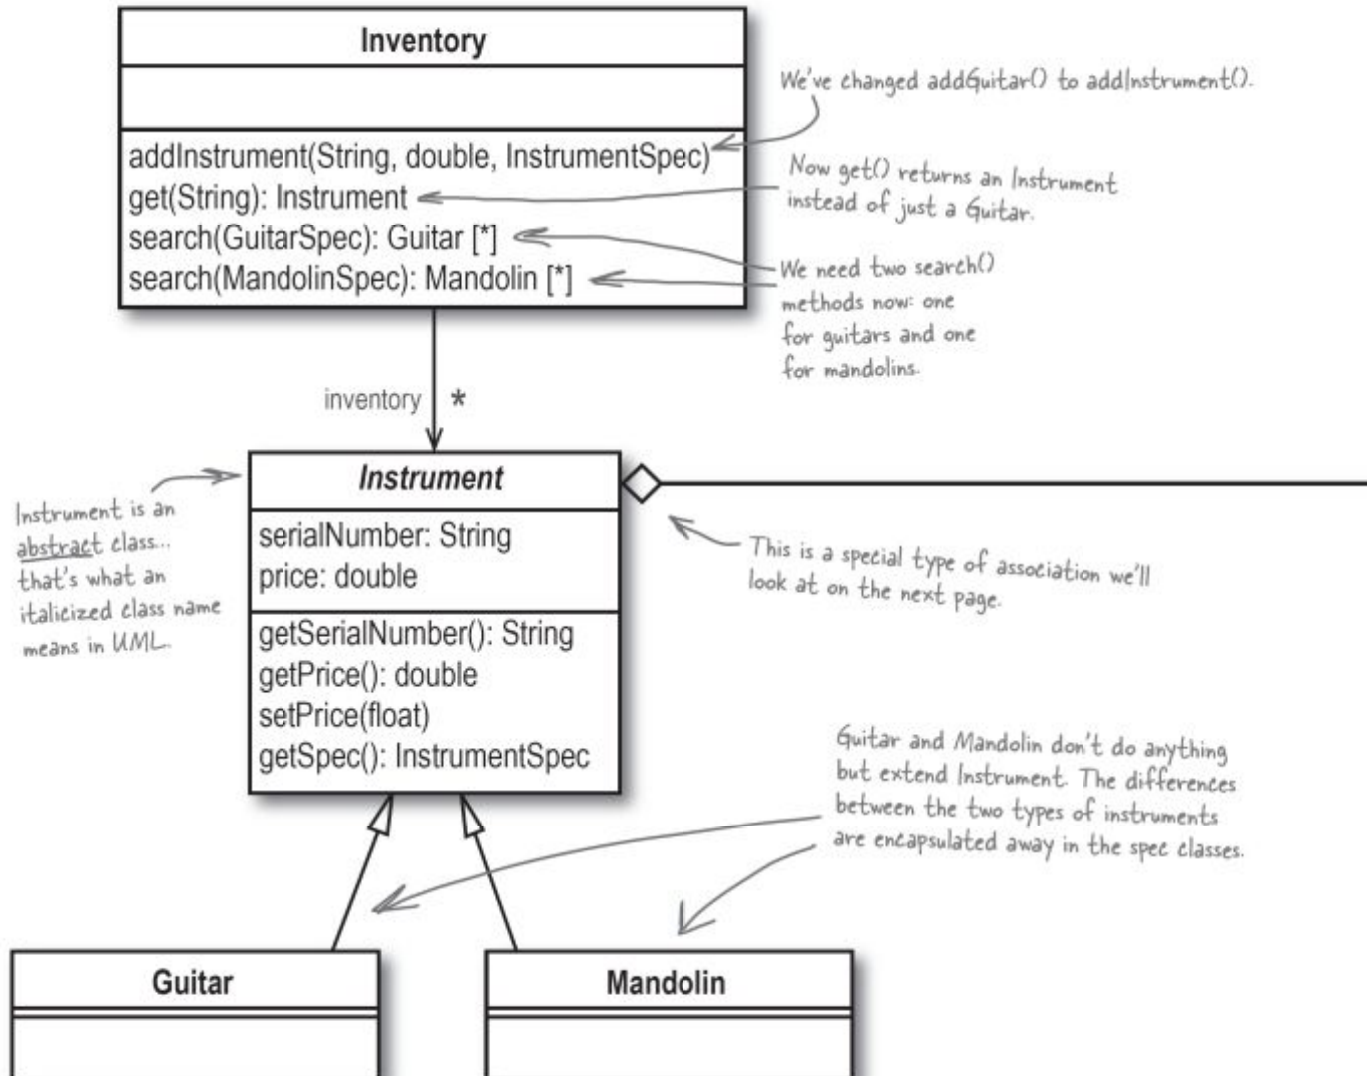 Inventory
We've changed addGuitar() to addInstrument().
addInstrument(String, double, InstrumentSpec)
get(String): Instrument
search(GuitarSpec): Guitar [*]
search(MandolinSpec): Mandolin [*]
Now get() returns an Instrument
instead of just a Guitar.
We need two search()
methods now: one
for guitars and one
for mandolins.
inventory *
Instrument
serialNumber: String
price: double
getSerialNumber(): String
getPrice(): double
setPrice(float)
getSpec(): InstrumentSpec
Instrument is an
abstract class...
that's what an
italicized class name
means in UML.
This is a special type of association we'll
look at on the next page.
Guitar and Mandolin don't do anything
but extend Instrument. The differences
between the two types of instruments
are encapsulated away in the spec classes.
Guitar
Mandolin